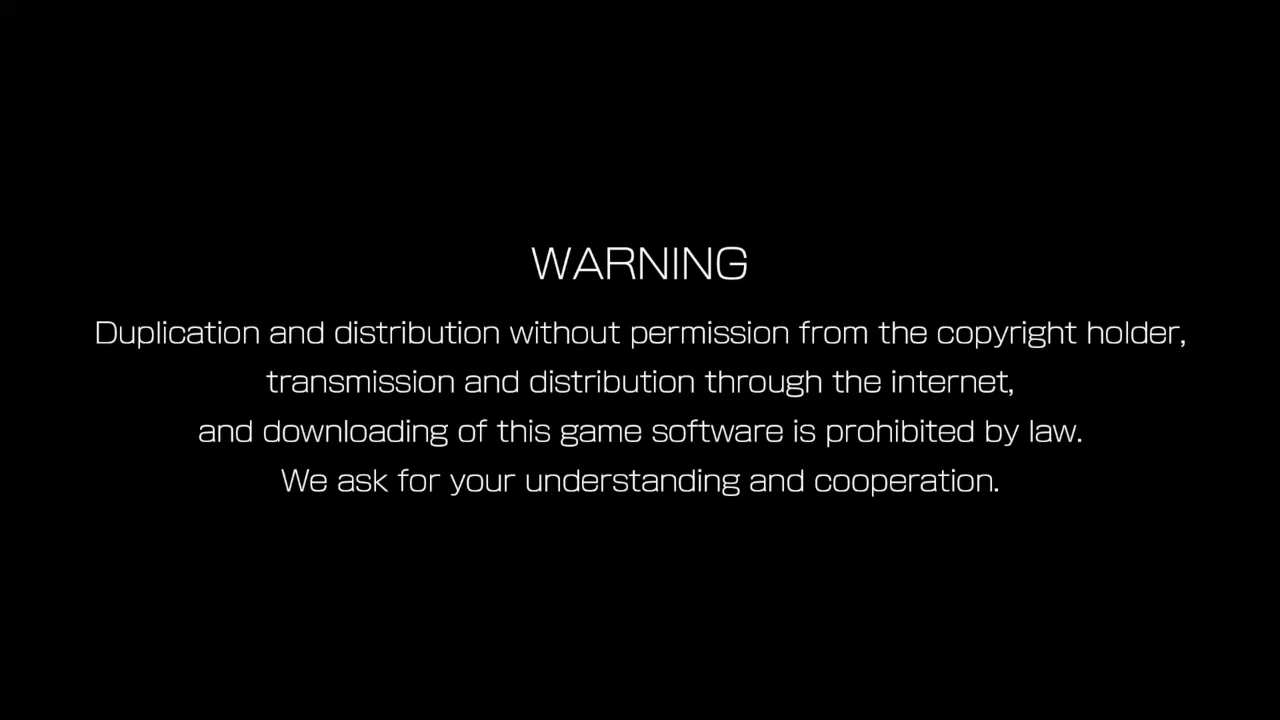 WARNING
Duplication and distribution without permission from the copyright holder,
transmission and distribution through the internet,
and downloading of this game software is prohibited by law.
We ask for your understanding and cooperation.